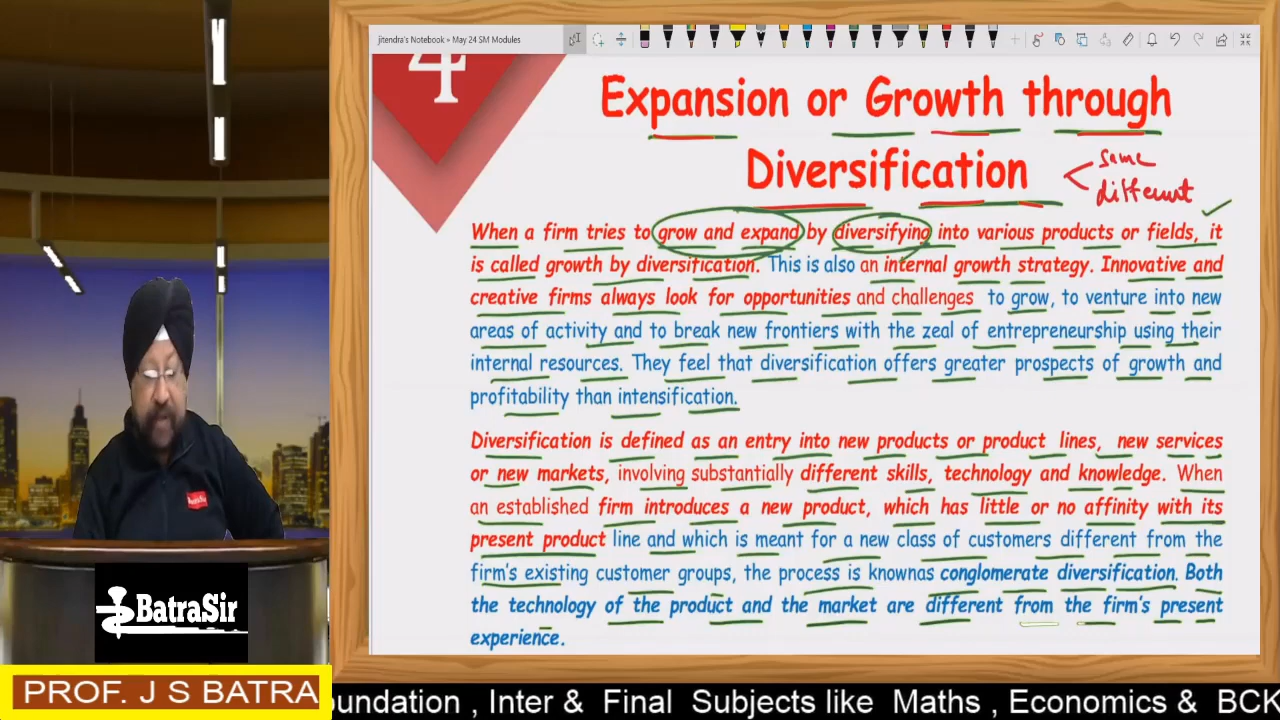 jitendra's Notebook » May 24 SM Modules
4
Expansion or Growth through
Diversification
same
different
When a firm tries to grow and expand by diversifying into various products or fields, it
is called growth by diversification. This is also an internal growth strategy. Innovative and
creative firms always look for opportunities and challenges to grow, to venture into new
areas of activity and to break new frontiers with the zeal of entrepreneurship using their
internal resources. They feel that diversification offers greater prospects of growth and
profitability than intensification.
Diversification is defined as an entry into new products or product lines, new services
or new markets, involving substantially different skills, technology and knowledge. When
an established firm introduces a new product, which has little or no affinity with its
present product line and which is meant for a new class of customers different from the
firm's existing customer groups, the process is knownas conglomerate diversification. Both
the technology of the product and the market are different from the firm's present
experience.
BatraSir
PROF. J S BATRA
oundation , Inter & Final Subjects like Maths , Economics & BCK